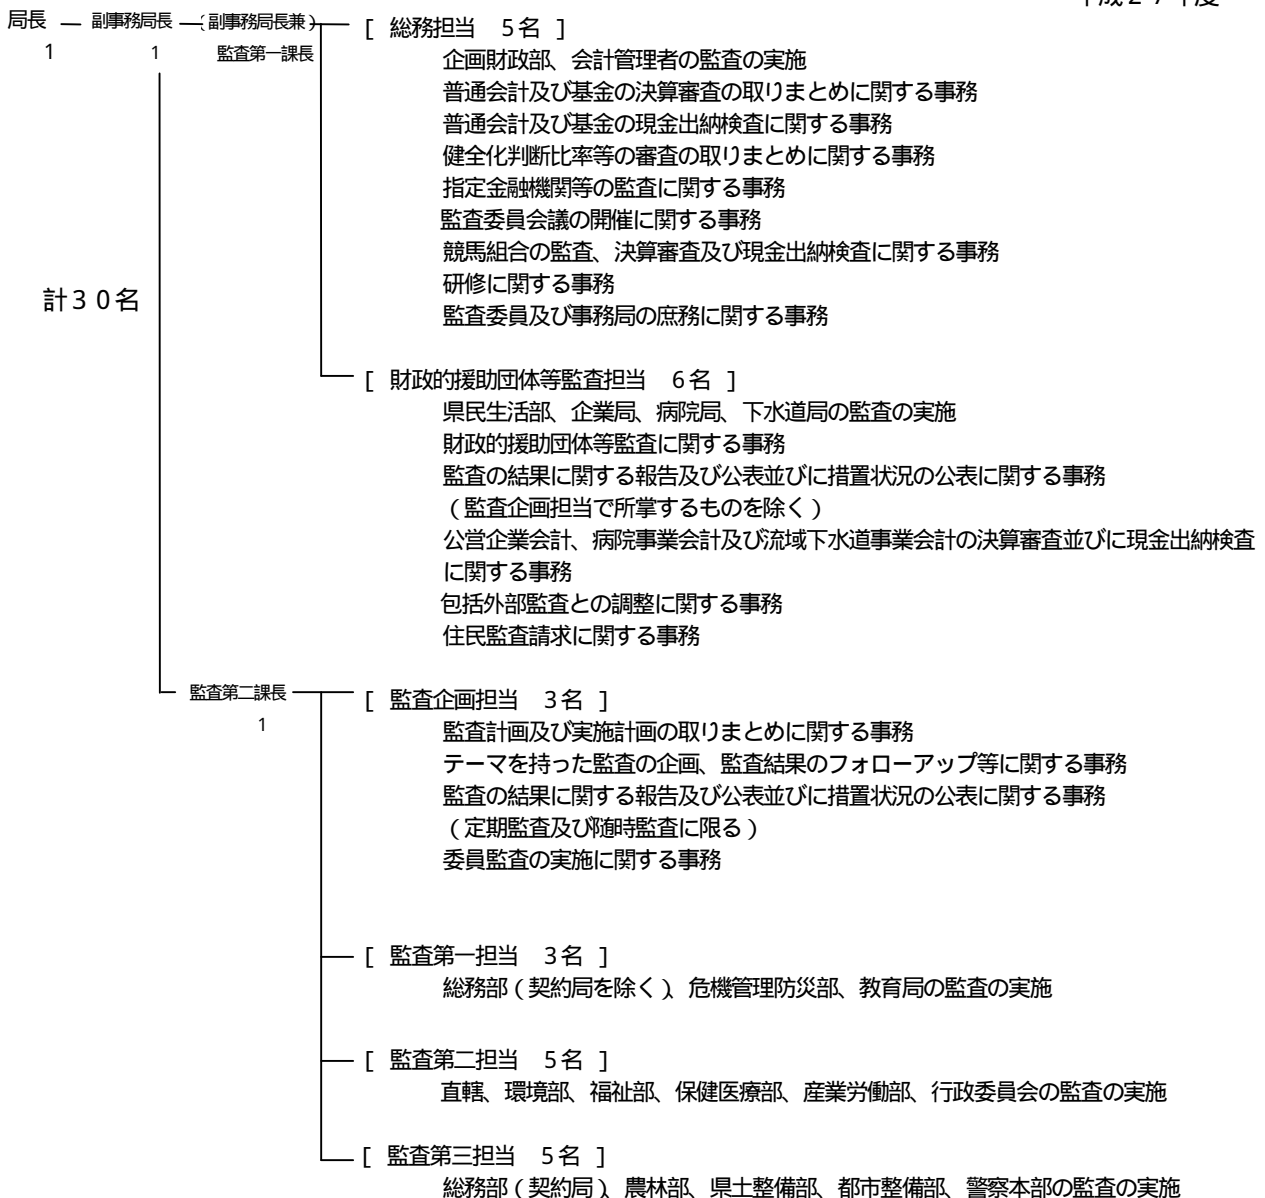 局長 ― 副事務局長 ―(副事務局長兼) [ 総務担当 5名 ]
1 1 監査第一課長
企画財政部、会計管理者の監査の実施
普通会計及び基金の決算審査の取りまとめに関する事務
普通会計及び基金の現金出納検査に関する事務
健全化判断比率等の審査の取りまとめに関する事務
指定金融機関等の監査に関する事務
監査委員会議の開催に関する事務
競馬組合の監査、決算審査及び現金出納検査に関する事務
研修に関する事務
計30名
監査委員及び事務局の庶務に関する事務
[ 財政的援助団体等監査担当 6名 ]
県民生活部、企業局、病院局、下水道局の監査の実施
財政的援助団体等監査に関する事務
監査の結果に関する報告及び公表並びに措置状況の公表に関する事務
(監査企画担当で所掌するものを除く)
公営企業会計、病院事業会計及び流域下水道事業会計の決算審査並びに現金出納検査
に関する事務
包括外部監査との調整に関する事務
住民監査請求に関する事務
監査第二課長 [ 監査企画担当 3名 ]
1
監査計画及び実施計画の取りまとめに関する事務
テーマを持った監査の企画、監査結果のフォローアップ等に関する事務
監査の結果に関する報告及び公表並びに措置状況の公表に関する事務
(定期監査及び随時監査に限る)
委員監査の実施に関する事務
[ 監査第一担当 3名 ]
総務部(契約局を除く)、危機管理防災部、教育局の監査の実施
[ 監査第二担当 5名 ]
直轄、環境部、福祉部、保健医療部、産業労働部、行政委員会の監査の実施
[ 監査第三担当 5名 ]
総務部(契約局)、農林部、県土整備部、都市整備部、警察本部の監査の実施